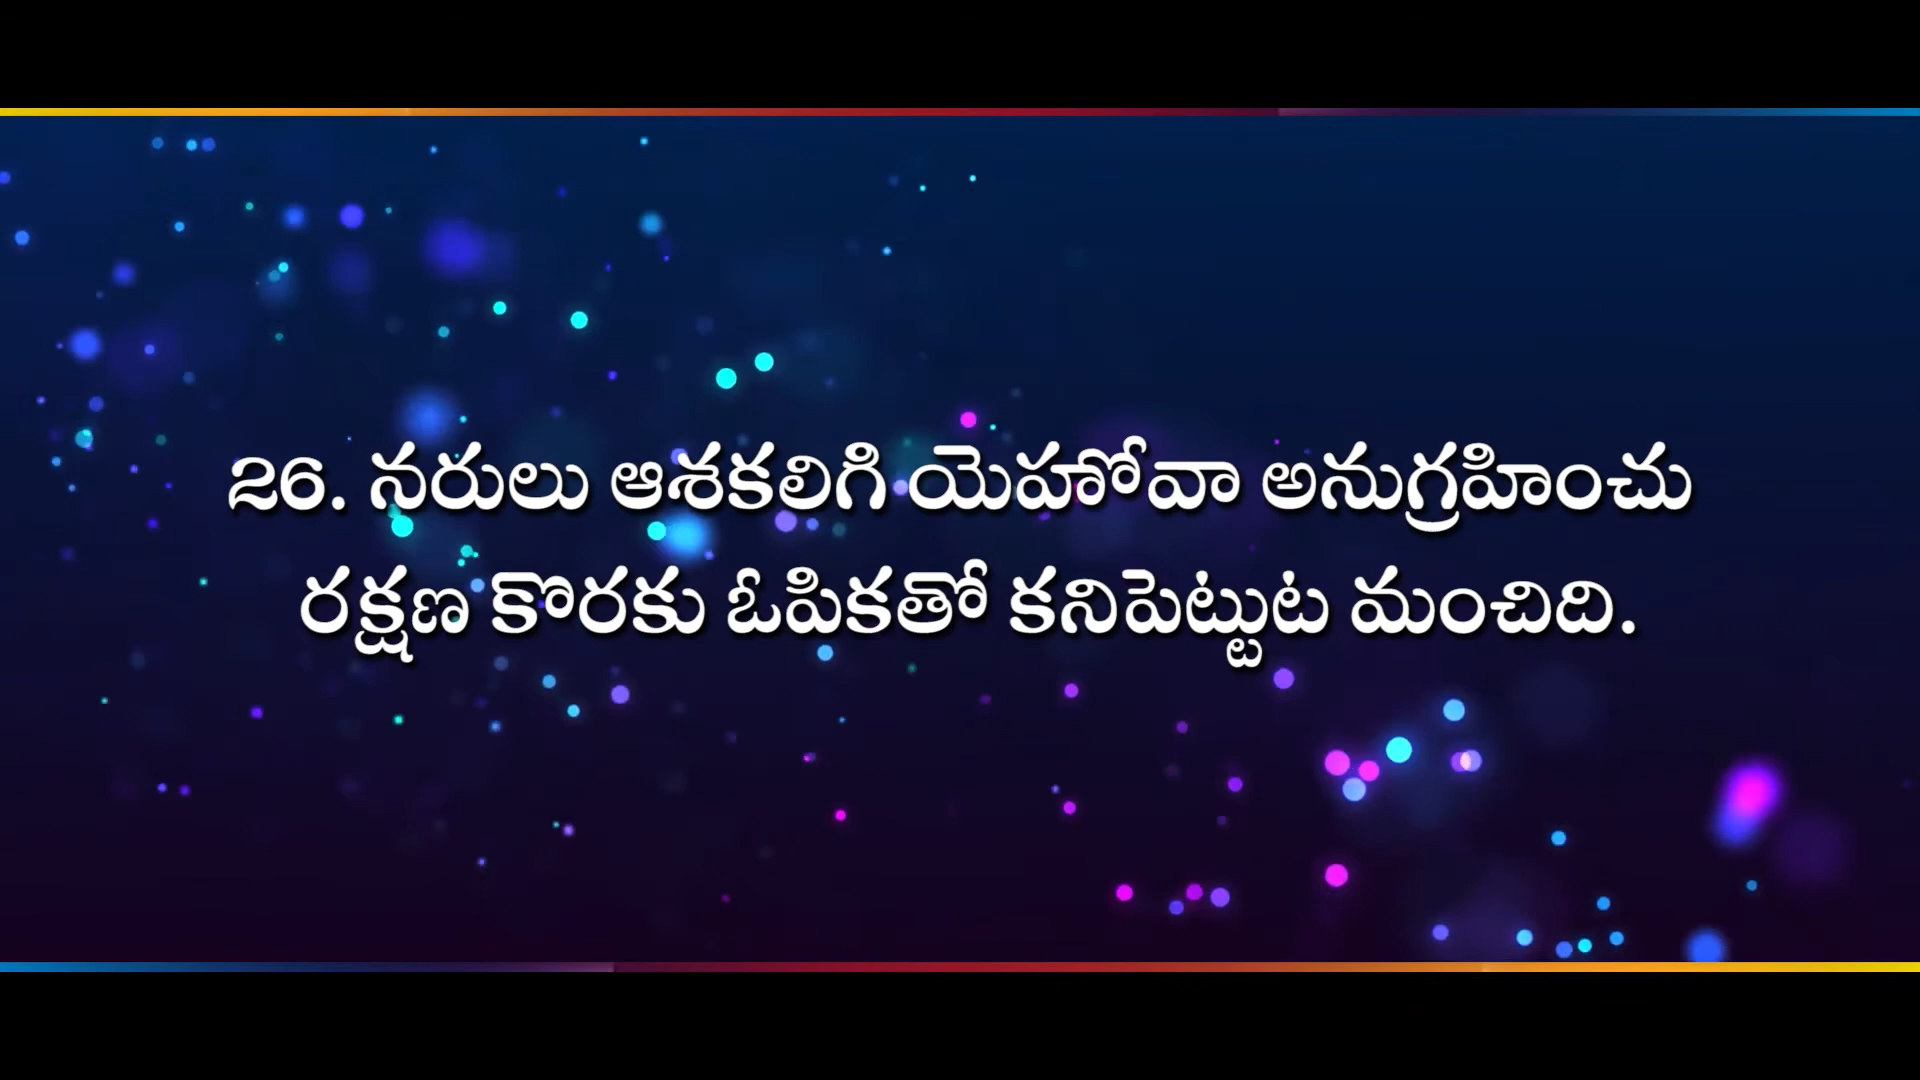 26. నరులు ఆశకలిగి యెహోవా అనుగ్రహించు
రక్షణ కొరకు ఓపికతో కనిపెట్టుట మంచిది.